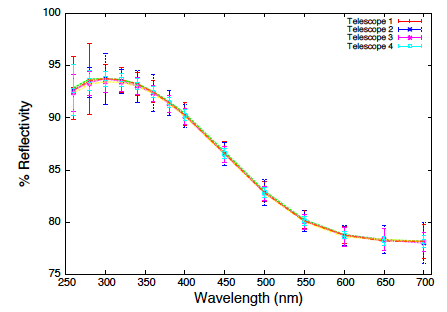 100
95
90
85
80
75
% Reflectivity
Telescope 1
Telescope 2
Telescope 3
Telescope 4
250 300 350 400 450 500 550 600 650 700
Wavelength (nm)